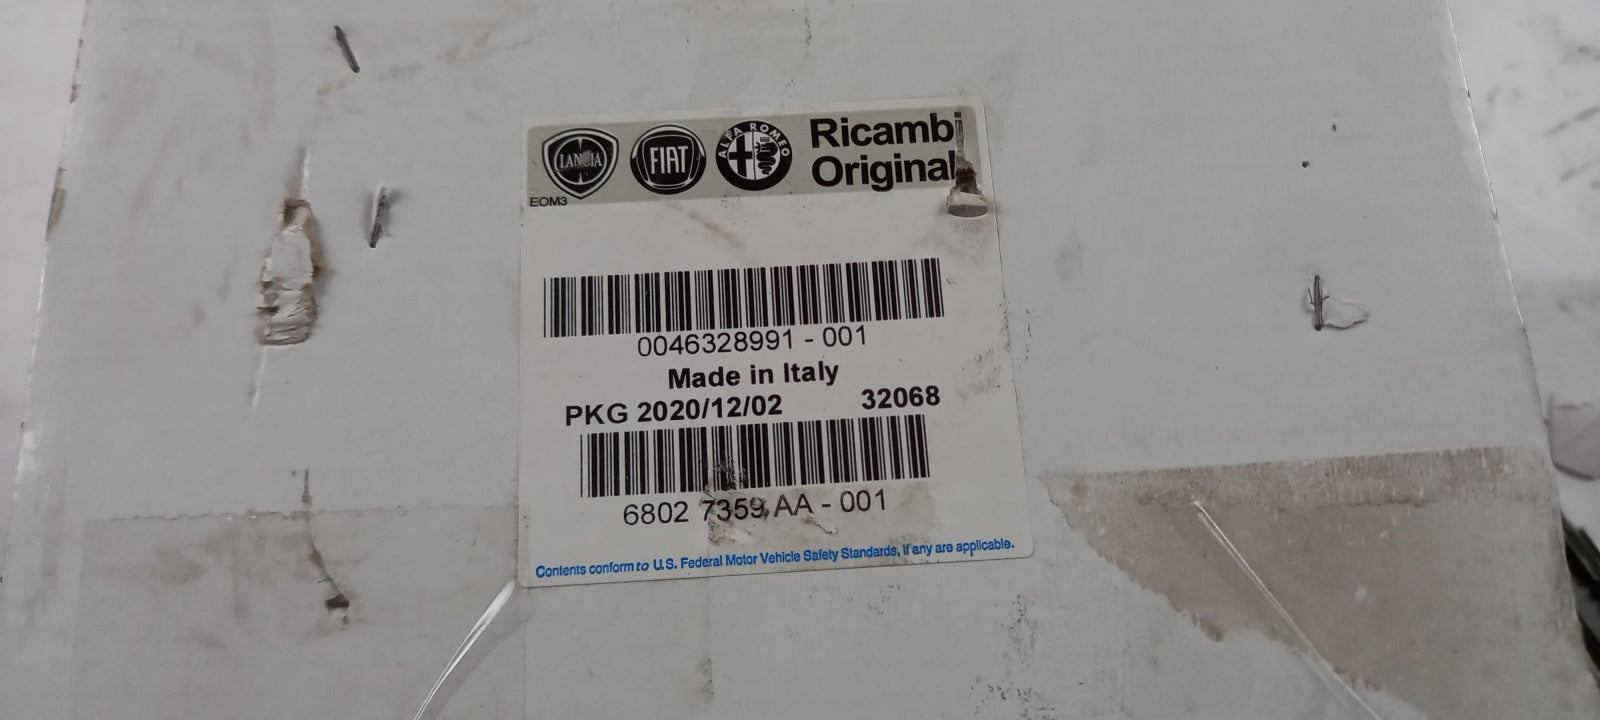 LANCIA FIAT ALFA ROMEO
Ricambi
Original
EOM3
0046328991 - 001
Made in Italy
PKG 2020/12/02 32068
6802 7359 AA - 001
Contents conform to U.S. Federal Motor Vehicle Safety Standards, if any are applicable.